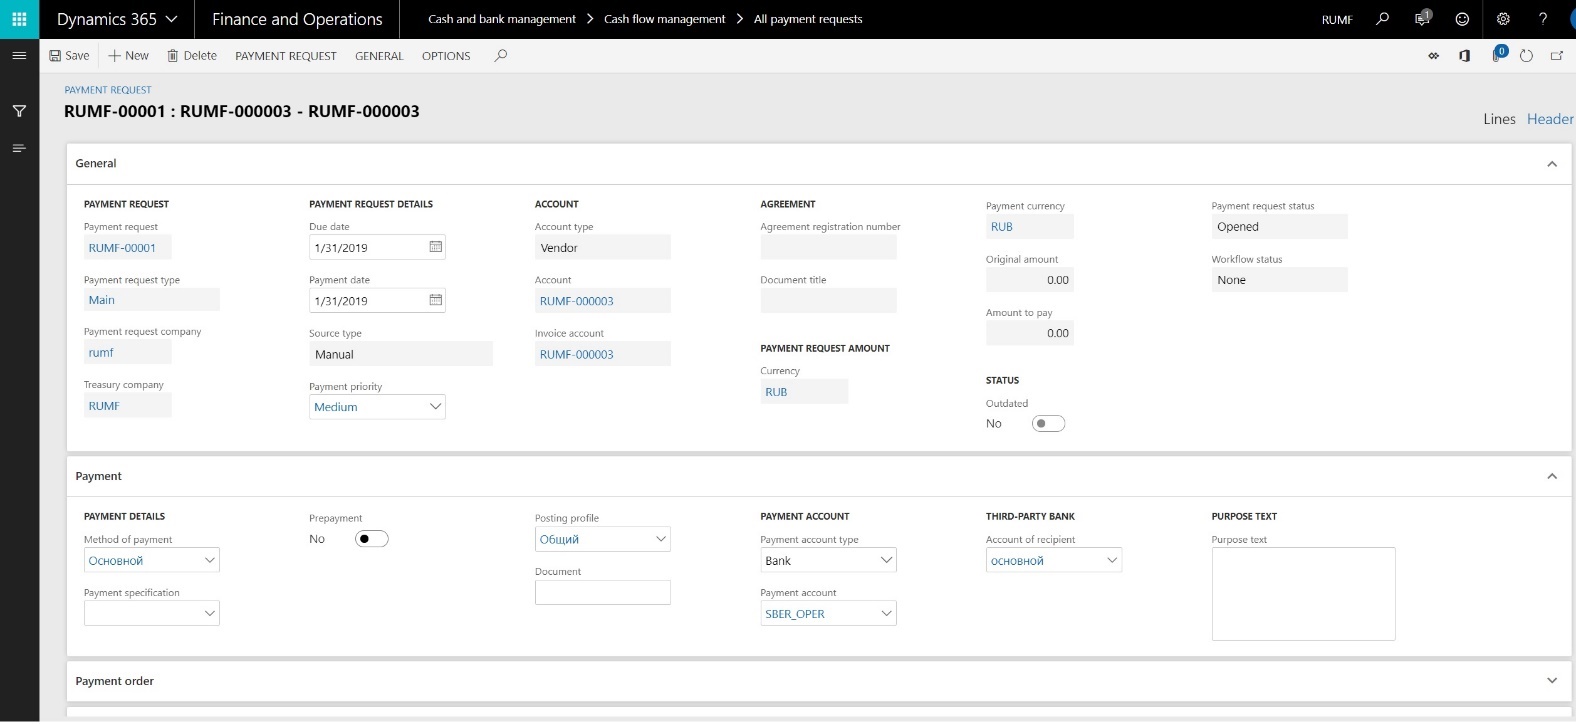 Dynamics 365
Finance and Operations
Cash and bank management > Cash flow management > All payment requests
RUMF
1
?
Save
New
Delete
PAYMENT REQUEST
GENERAL
OPTIONS
0
PAYMENT REQUEST
RUMF-00001 : RUMF-000003 - RUMF-000003
Lines
Header
General
PAYMENT REQUEST
Payment request
RUMF-00001
Payment request type
Main
Payment request company
rumf
Treasury company
RUMF
PAYMENT REQUEST DETAILS
Due date
1/31/2019
Payment date
1/31/2019
Source type
Manual
Payment priority
Medium
ACCOUNT
Account type
Vendor
Account
RUMF-000003
Invoice account
RUMF-000003
AGREEMENT
Agreement registration number
Document title
PAYMENT REQUEST AMOUNT
Currency
RUB
Payment currency
RUB
Original amount
0.00
Amount to pay
0.00
STATUS
Outdated
No
Payment request status
Opened
Workflow status
None
Payment
PAYMENT DETAILS
Method of payment
Основной
Payment specification
Prepayment
No
Posting profile
Общий
Document
PAYMENT ACCOUNT
Payment account type
Bank
Payment account
SBER_OPER
THIRD-PARTY BANK
Account of recipient
основной
PURPOSE TEXT
Purpose text
Payment order